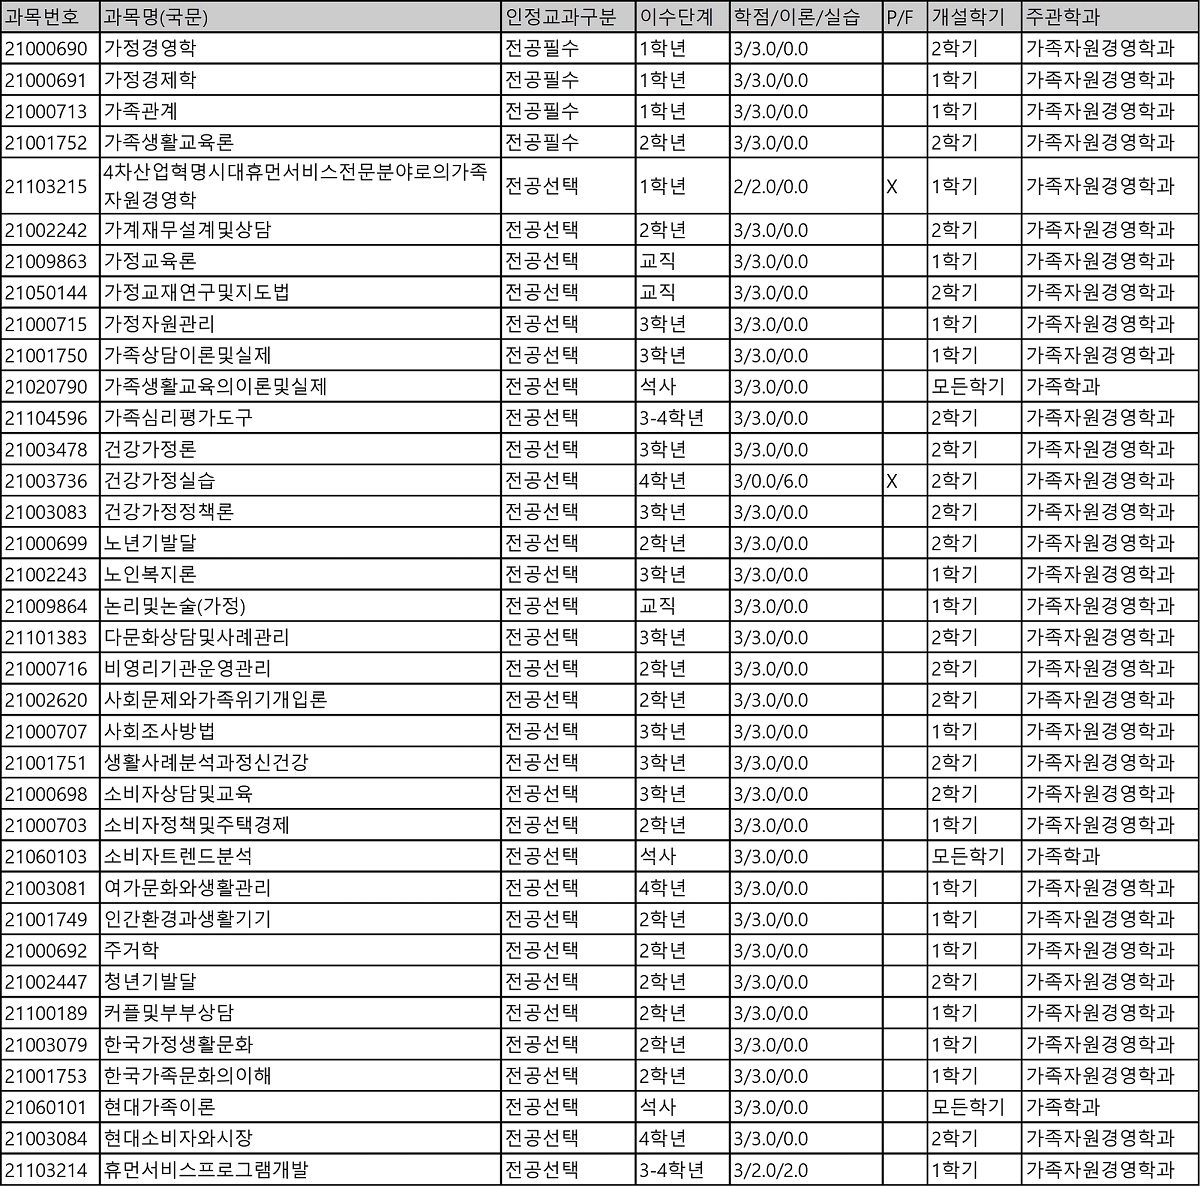 과목번호 과목명(국문) 인정교과구분 이수단계 학점/이론/실습 P/F 개설학기 주관학과
21000690 가정경영학 전공필수 1학년 3/3.0/0.0 2학기 가족자원경영학과
21000691 가정경제학 전공필수 1학년 3/3.0/0.0 1학기 가족자원경영학과
21000713 가족관계 전공필수 1학년 3/3.0/0.0 1학기 가족자원경영학과
21001752 가족생활교육론 전공필수 2학년 3/3.0/0.0 2학기 가족자원경영학과
21103215 4차산업혁명시대휴먼서비스전문분야로의가족
자원경영학 전공선택 1학년 2/2.0/0.0 X 1학기 가족자원경영학과
21002242 가계재무설계및상담 전공선택 2학년 3/3.0/0.0 2학기 가족자원경영학과
21009863 가정교육론 전공선택 교직 3/3.0/0.0 1학기 가족자원경영학과
21050144 가정교재연구및지도법 전공선택 교직 3/3.0/0.0 2학기 가족자원경영학과
21000715 가정자원관리 전공선택 3학년 3/3.0/0.0 1학기 가족자원경영학과
21001750 가족상담이론및실제 전공선택 3학년 3/3.0/0.0 1학기 가족자원경영학과
21020790 가족생활교육의이론및실제 전공선택 석사 3/3.0/0.0 모든학기 가족학과
21104596 가족심리평가도구 전공선택 3-4학년 3/3.0/0.0 2학기 가족자원경영학과
21003478 건강가정론 전공선택 3학년 3/3.0/0.0 2학기 가족자원경영학과
21003736 건강가정실습 전공선택 4학년 3/0.0/6.0 X 2학기 가족자원경영학과
21003083 건강가정정책론 전공선택 3학년 3/3.0/0.0 2학기 가족자원경영학과
21000699 노년기발달 전공선택 2학년 3/3.0/0.0 2학기 가족자원경영학과
21002243 노인복지론 전공선택 3학년 3/3.0/0.0 1학기 가족자원경영학과
21009864 논리및논술(가정) 전공선택 교직 3/3.0/0.0 1학기 가족자원경영학과
21101383 다문화상담및사례관리 전공선택 3학년 3/3.0/0.0 2학기 가족자원경영학과
21000716 비영리기관운영관리 전공선택 2학년 3/3.0/0.0 2학기 가족자원경영학과
21002620 사회문제와가족위기개입론 전공선택 2학년 3/3.0/0.0 2학기 가족자원경영학과
21000707 사회조사방법 전공선택 3학년 3/3.0/0.0 1학기 가족자원경영학과
21001751 생활사례분석과정신건강 전공선택 3학년 3/3.0/0.0 2학기 가족자원경영학과
21000698 소비자상담및교육 전공선택 3학년 3/3.0/0.0 2학기 가족자원경영학과
21000703 소비자정책및주택경제 전공선택 2학년 3/3.0/0.0 1학기 가족자원경영학과
21060103 소비자트렌드분석 전공선택 석사 3/3.0/0.0 모든학기 가족학과
21003081 여가문화와생활관리 전공선택 4학년 3/3.0/0.0 1학기 가족자원경영학과
21001749 인간환경과생활기기 전공선택 2학년 3/3.0/0.0 1학기 가족자원경영학과
21000692 주거학 전공선택 2학년 3/3.0/0.0 1학기 가족자원경영학과
21002447 청년기발달 전공선택 2학년 3/3.0/0.0 2학기 가족자원경영학과
21100189 커플및부부상담 전공선택 2학년 3/3.0/0.0 1학기 가족자원경영학과
21003079 한국가정생활문화 전공선택 2학년 3/3.0/0.0 1학기 가족자원경영학과
21001753 한국가족문화의이해 전공선택 2학년 3/3.0/0.0 1학기 가족자원경영학과
21060101 현대가족이론 전공선택 석사 3/3.0/0.0 모든학기 가족학과
21003084 현대소비자와시장 전공선택 4학년 3/3.0/0.0 2학기 가족자원경영학과
21103214 휴먼서비스프로그램개발 전공선택 3-4학년 3/2.0/2.0 1학기 가족자원경영학과